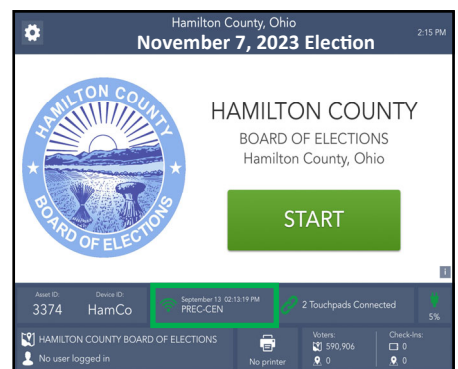 Hamilton County, Ohio
November 7, 2023 Election
2:15 PM
HAMILTON COUNTY
BOARD OF ELECTIONS
HAMILTON COUNTY
BOARD OF ELECTIONS
Hamilton County, Ohio
START
i
Asset ID:
3374
Device ID:
HamCo
September 13 02:13:19 PM
PREC-CEN
2 Touchpads Connected
5%
HAMILTON COUNTY BOARD OF ELECTIONS
No user logged in
No printer
Voters:
590,906
0
Check-Ins:
0
0